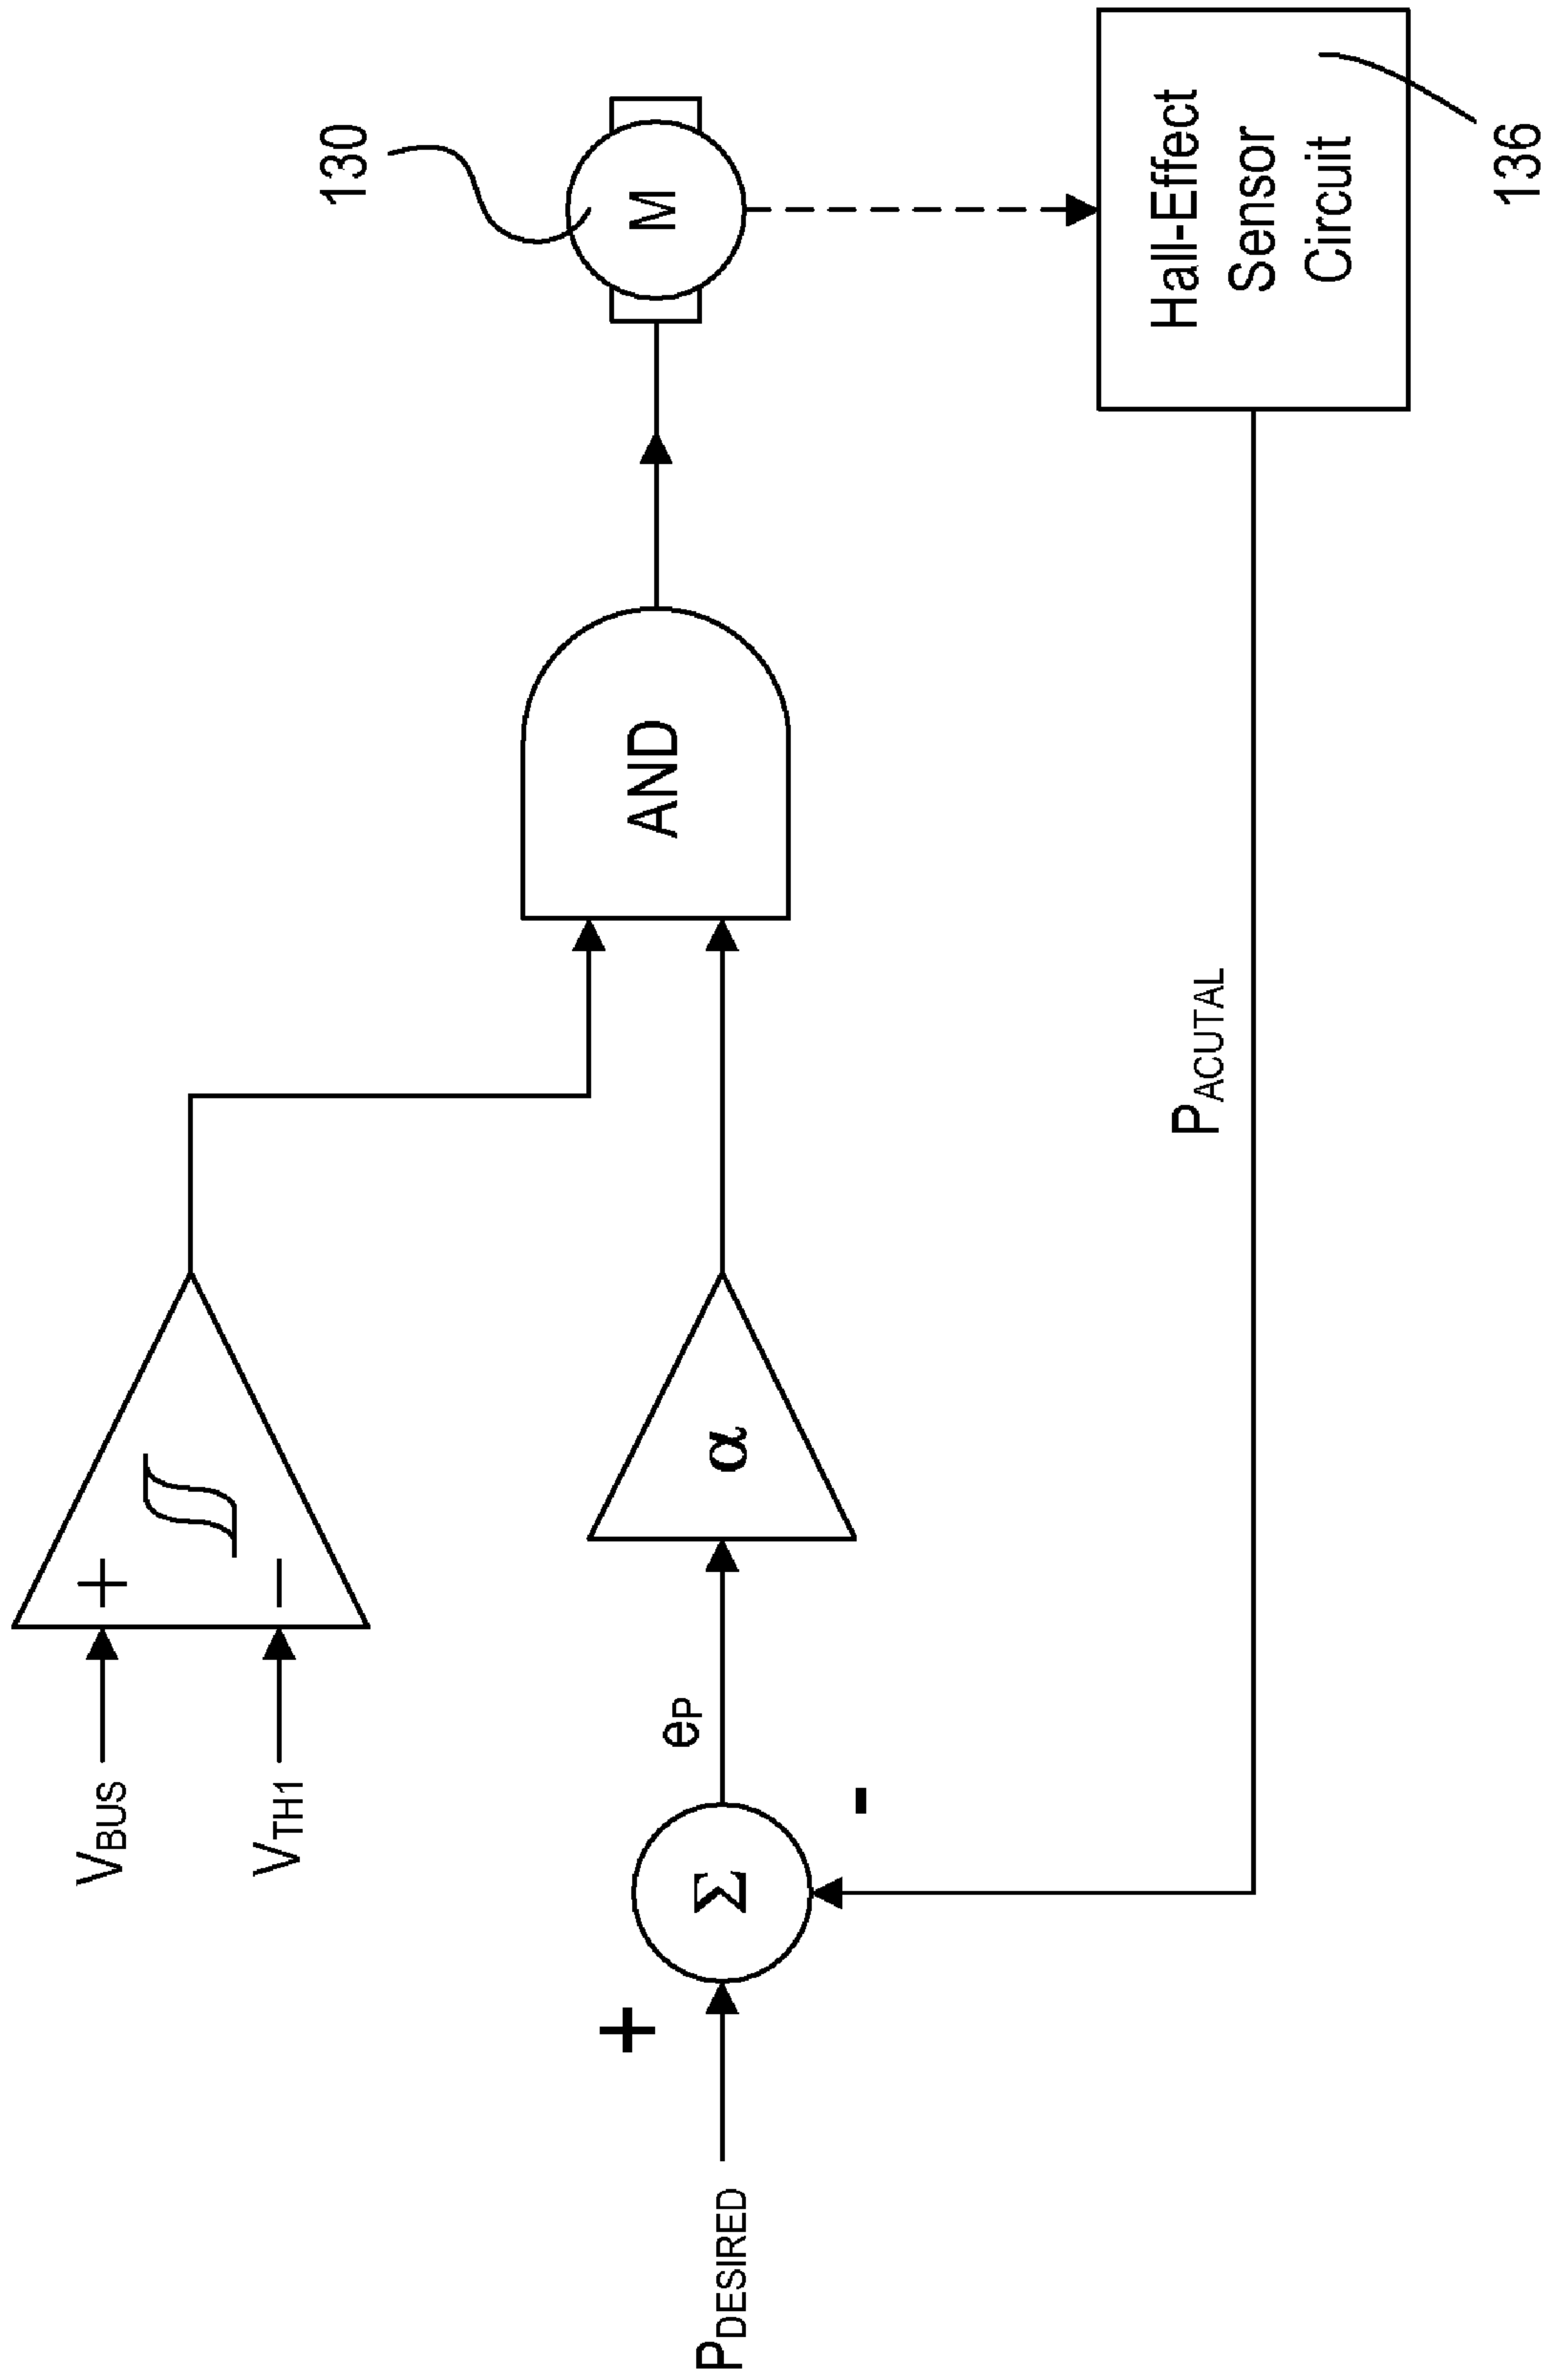 V_BUS
+
V_TH1
−
130
M
AND
P_DESIRED
+
Σ
-
e_P
α
P_ACUTAL
Hall-Effect
Sensor
Circuit
136